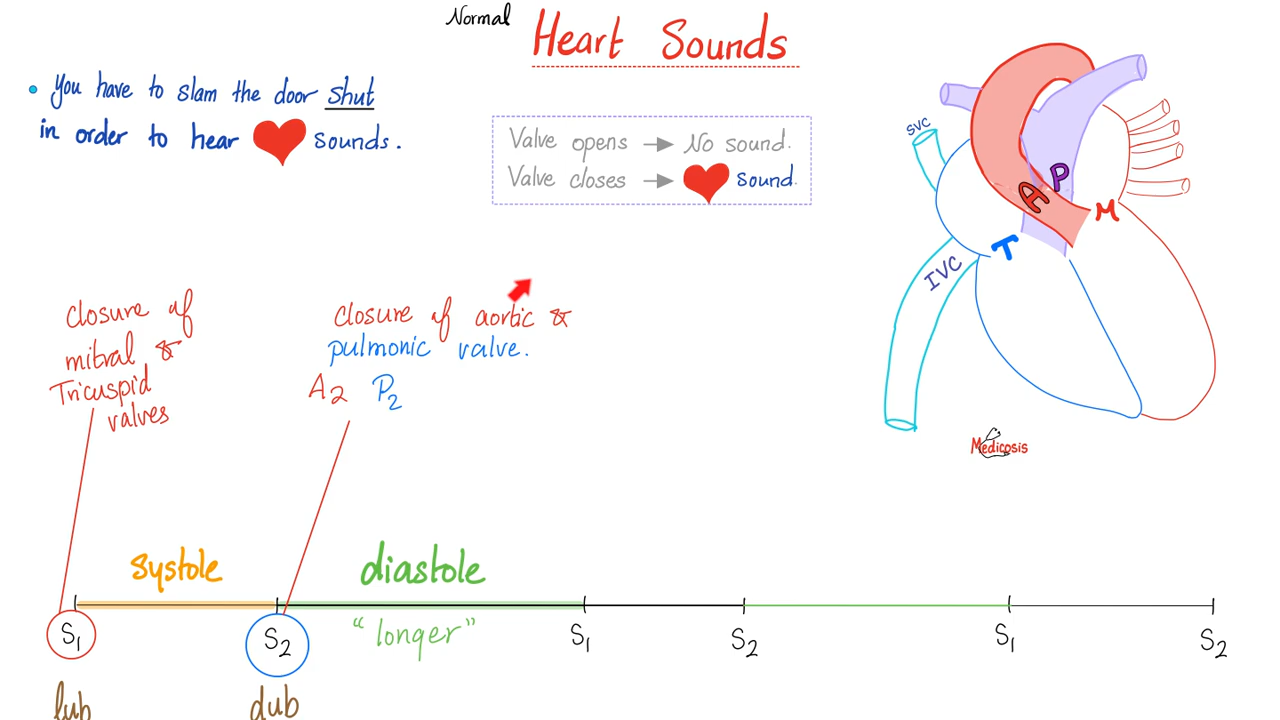 Normal
Heart Sounds
• You have to slam the door shut
in order to hear ❤ sounds.
Valve opens → No sound.
Valve closes → ❤ sound.
SVC
IVC
A
P
M
T
Medicosis
closure of
mitral &
Tricuspid
valves
closure of aortic &
pulmonic valve.
A2 P2
systole
diastole
"longer"
S1 S2 S1 S2 S1 S2
lub dub